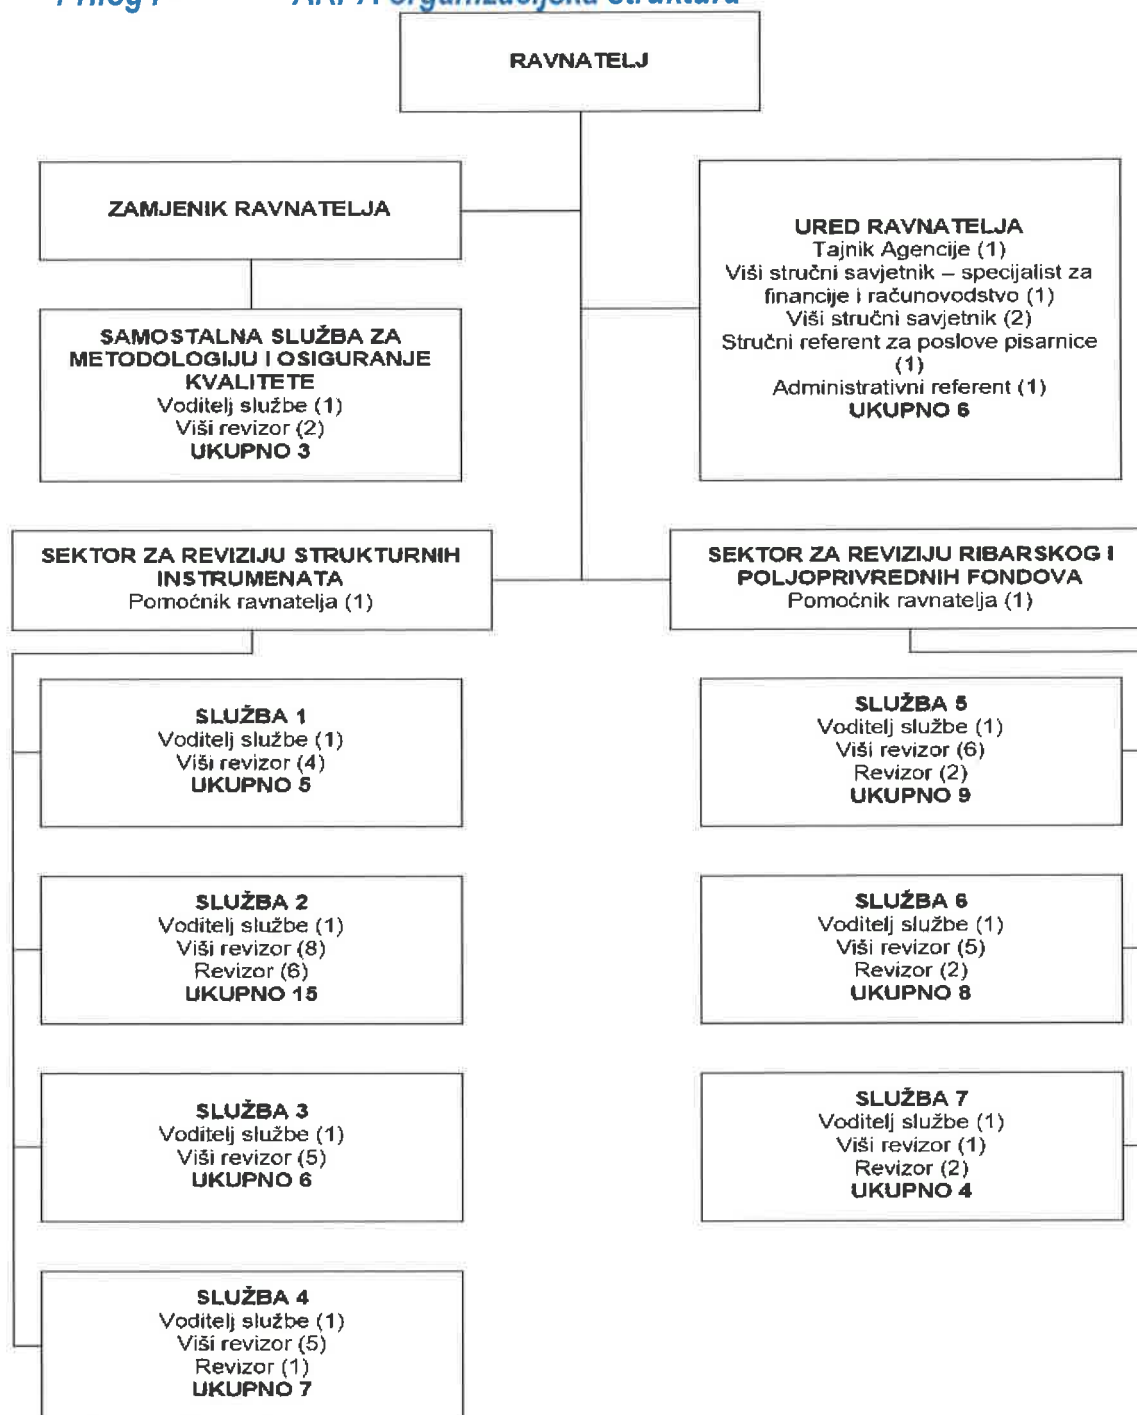 organizacijska struktura
RAVNATELJ
ZAMJENIK RAVNATELJA
URED RAVNATELJA
Tajnik Agencije (1)
Viši stručni savjetnik – specijalist za
financije i računovodstvo (1)
Viši stručni savjetnik (2)
Stručni referent za poslove pisarnice
(1)
Administrativni referent (1)
UKUPNO 6
SAMOSTALNA SLUŽBA ZA
METODOLOGIJU I OSIGURANJE
KVALITETE
Voditelj službe (1)
Viši revizor (2)
UKUPNO 3
SEKTOR ZA REVIZIJU STRUKTURNIH
INSTRUMENATA
Pomoćnik ravnatelja (1)
SEKTOR ZA REVIZIJU RIBARSKOG I
POLJOPRIVREDNIH FONDOVA
Pomoćnik ravnatelja (1)
SLUŽBA 1
Voditelj službe (1)
Viši revizor (4)
UKUPNO 5
SLUŽBA 2
Voditelj službe (1)
Viši revizor (8)
Revizor (6)
UKUPNO 15
SLUŽBA 3
Voditelj službe (1)
Viši revizor (5)
UKUPNO 6
SLUŽBA 4
Voditelj službe (1)
Viši revizor (5)
Revizor (1)
UKUPNO 7
SLUŽBA 5
Voditelj službe (1)
Viši revizor (6)
Revizor (2)
UKUPNO 9
SLUŽBA 6
Voditelj službe (1)
Viši revizor (5)
Revizor (2)
UKUPNO 8
SLUŽBA 7
Voditelj službe (1)
Viši revizor (1)
Revizor (2)
UKUPNO 4